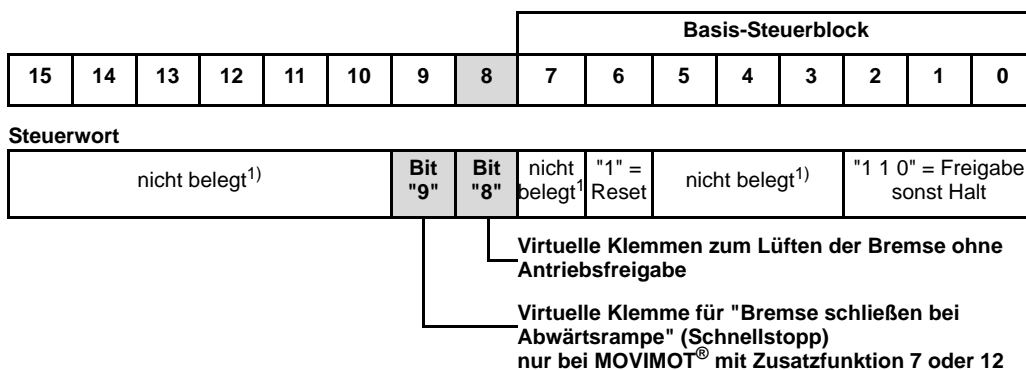 Basis-Steuerblock
15 14 13 12 11 10 9 8 7 6 5 4 3 2 1 0
Steuerwort
nicht belegt1) Bit "9" Bit "8" nicht belegt1 "1" = Reset nicht belegt1) "1 1 0" = Freigabe sonst Halt
Virtuelle Klemmen zum Lüften der Bremse ohne
Antriebsfreigabe
Virtuelle Klemme für "Bremse schließen bei
Abwärtsrampe" (Schnellstopp)
nur bei MOVIMOT® mit Zusatzfunktion 7 oder 12